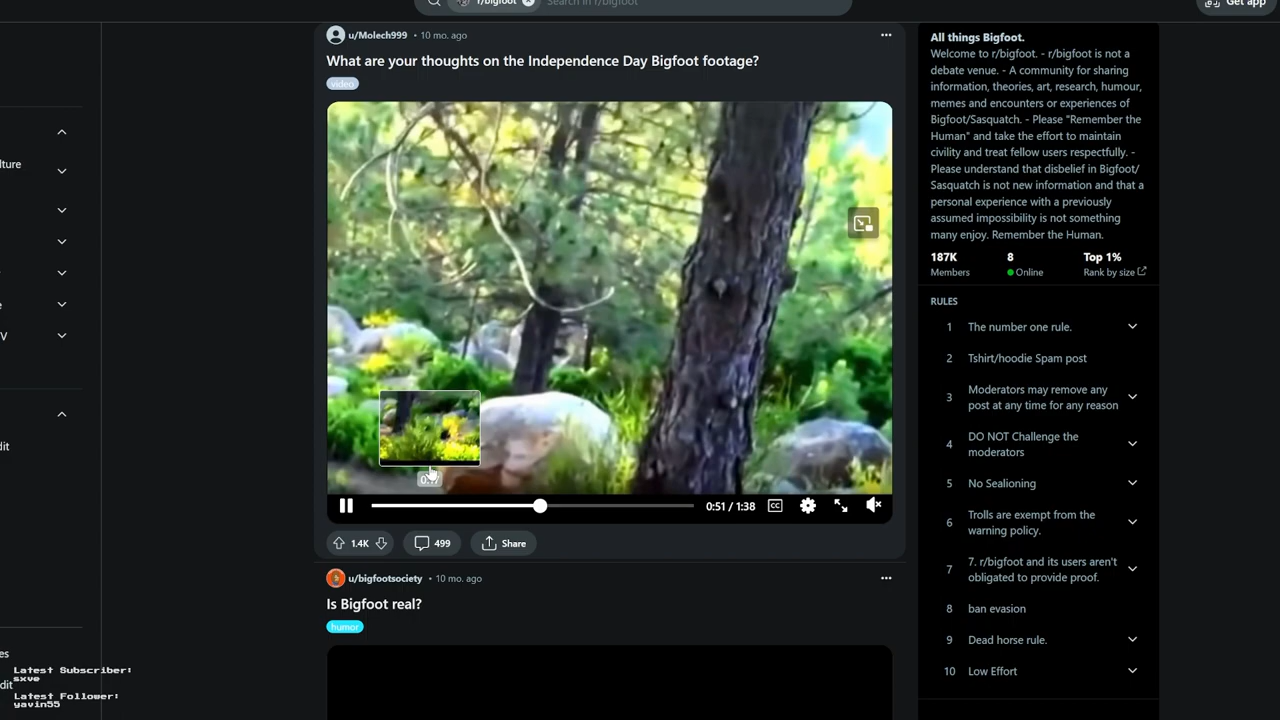 r/bigfoot
Search in r/bigfoot
Get app
u/Molech999 • 10 mo. ago
What are your thoughts on the Independence Day Bigfoot footage?
video
0:51 / 1:38
CC
1.4K
499
Share
u/bigfootsociety • 10 mo. ago
Is Bigfoot real?
humor
All things Bigfoot.
Welcome to r/bigfoot. - r/bigfoot is not a
debate venue. - A community for sharing
information, theories, art, research, humour,
memes and encounters or experiences of
Bigfoot/Sasquatch. - Please "Remember the
Human" and take the effort to maintain
civility and treat fellow users respectfully. -
Please understand that disbelief in Bigfoot/
Sasquatch is not new information and that a
personal experience with a previously
assumed impossibility is not something
many enjoy. Remember the Human.
187K
Members
8
Online
Top 1%
Rank by size
RULES
1 The number one rule.
2 Tshirt/hoodie Spam post
3 Moderators may remove any
post at any time for any reason
4 DO NOT Challenge the
moderators
5 No Sealioning
6 Trolls are exempt from the
warning policy.
7 7. r/bigfoot and its users aren't
obligated to provide proof.
8 ban evasion
9 Dead horse rule.
10 Low Effort
Latest Subscriber:
sxve
Latest Follower:
yavin55